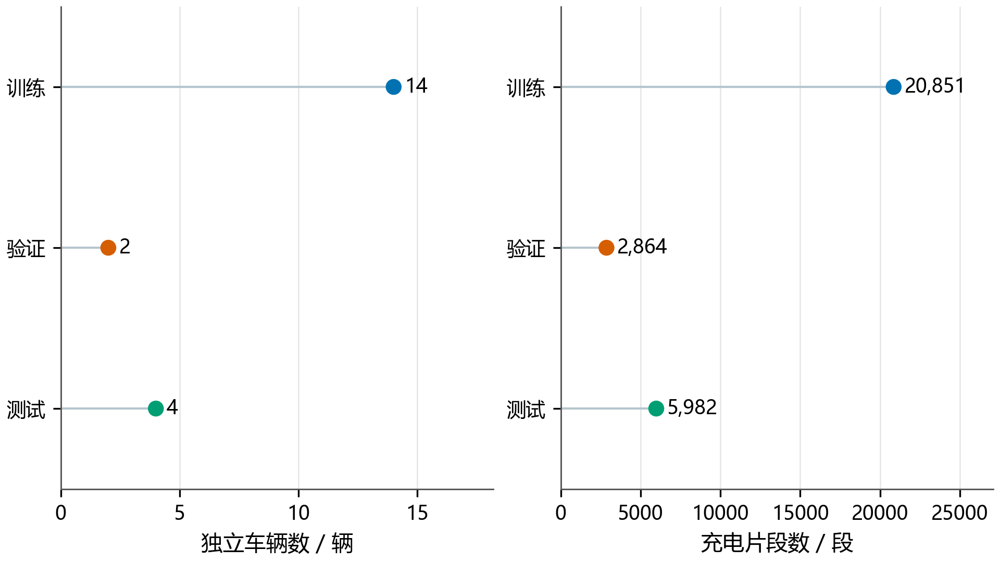 训练
14
验证
2
测试
4
0 5 10 15
独立车辆数 / 辆
训练
20,851
验证
2,864
测试
5,982
0 5000 10000 15000 20000 25000
充电片段数 / 段